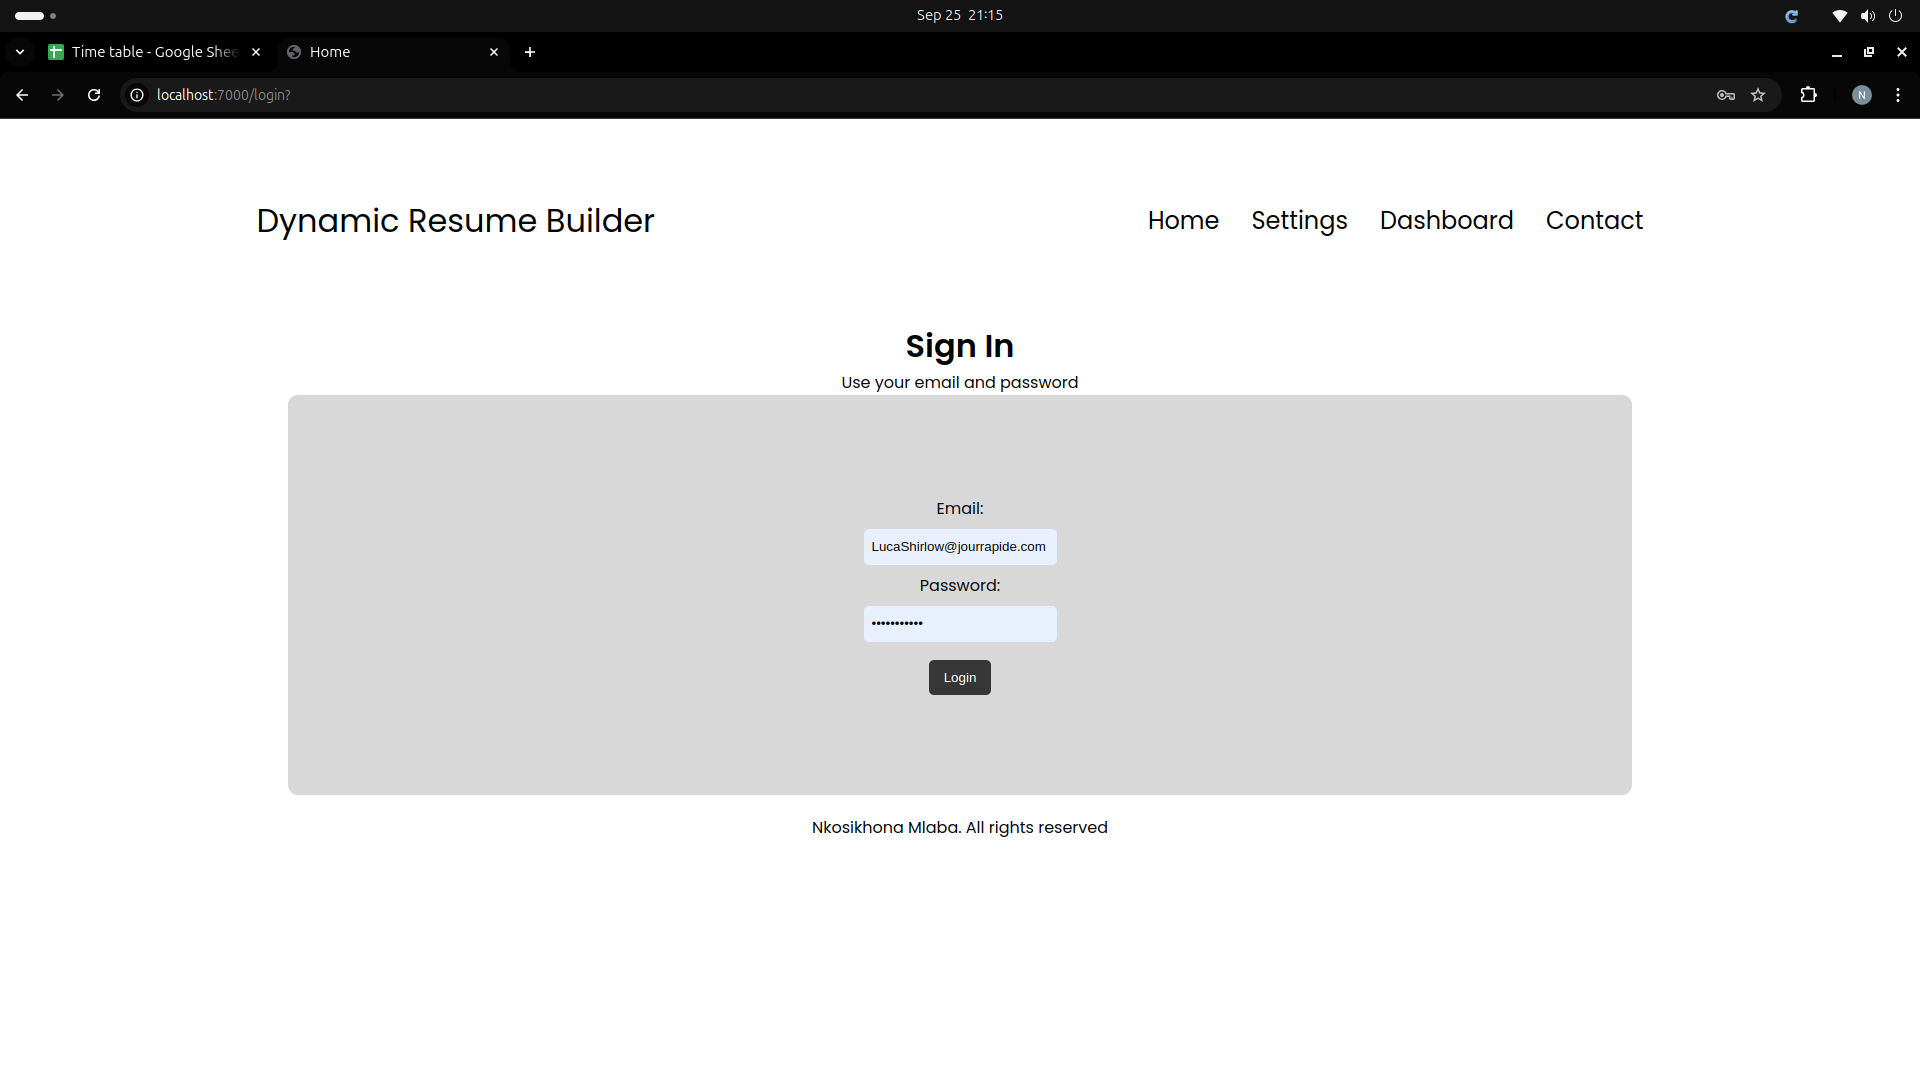 Sep 25 21:15
Time table - Google Shee
Home
localhost:7000/login?
N
Dynamic Resume Builder
Home Settings Dashboard Contact
Sign In
Use your email and password
Email:
LucaShirlow@jourrapide.com
Password:
•••••••••••
Login
Nkosikhona Mlaba. All rights reserved